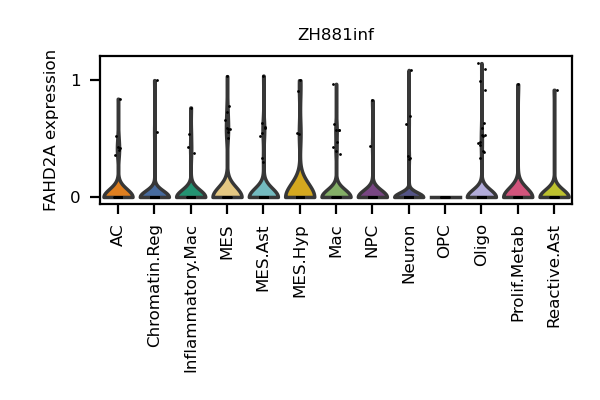 ZH881inf
FAHD2A expression
1
0
AC
Chromatin.Reg
Inflammatory.Mac
MES
MES.Ast
MES.Hyp
Mac
NPC
Neuron
OPC
Oligo
Prolif.Metab
Reactive.Ast